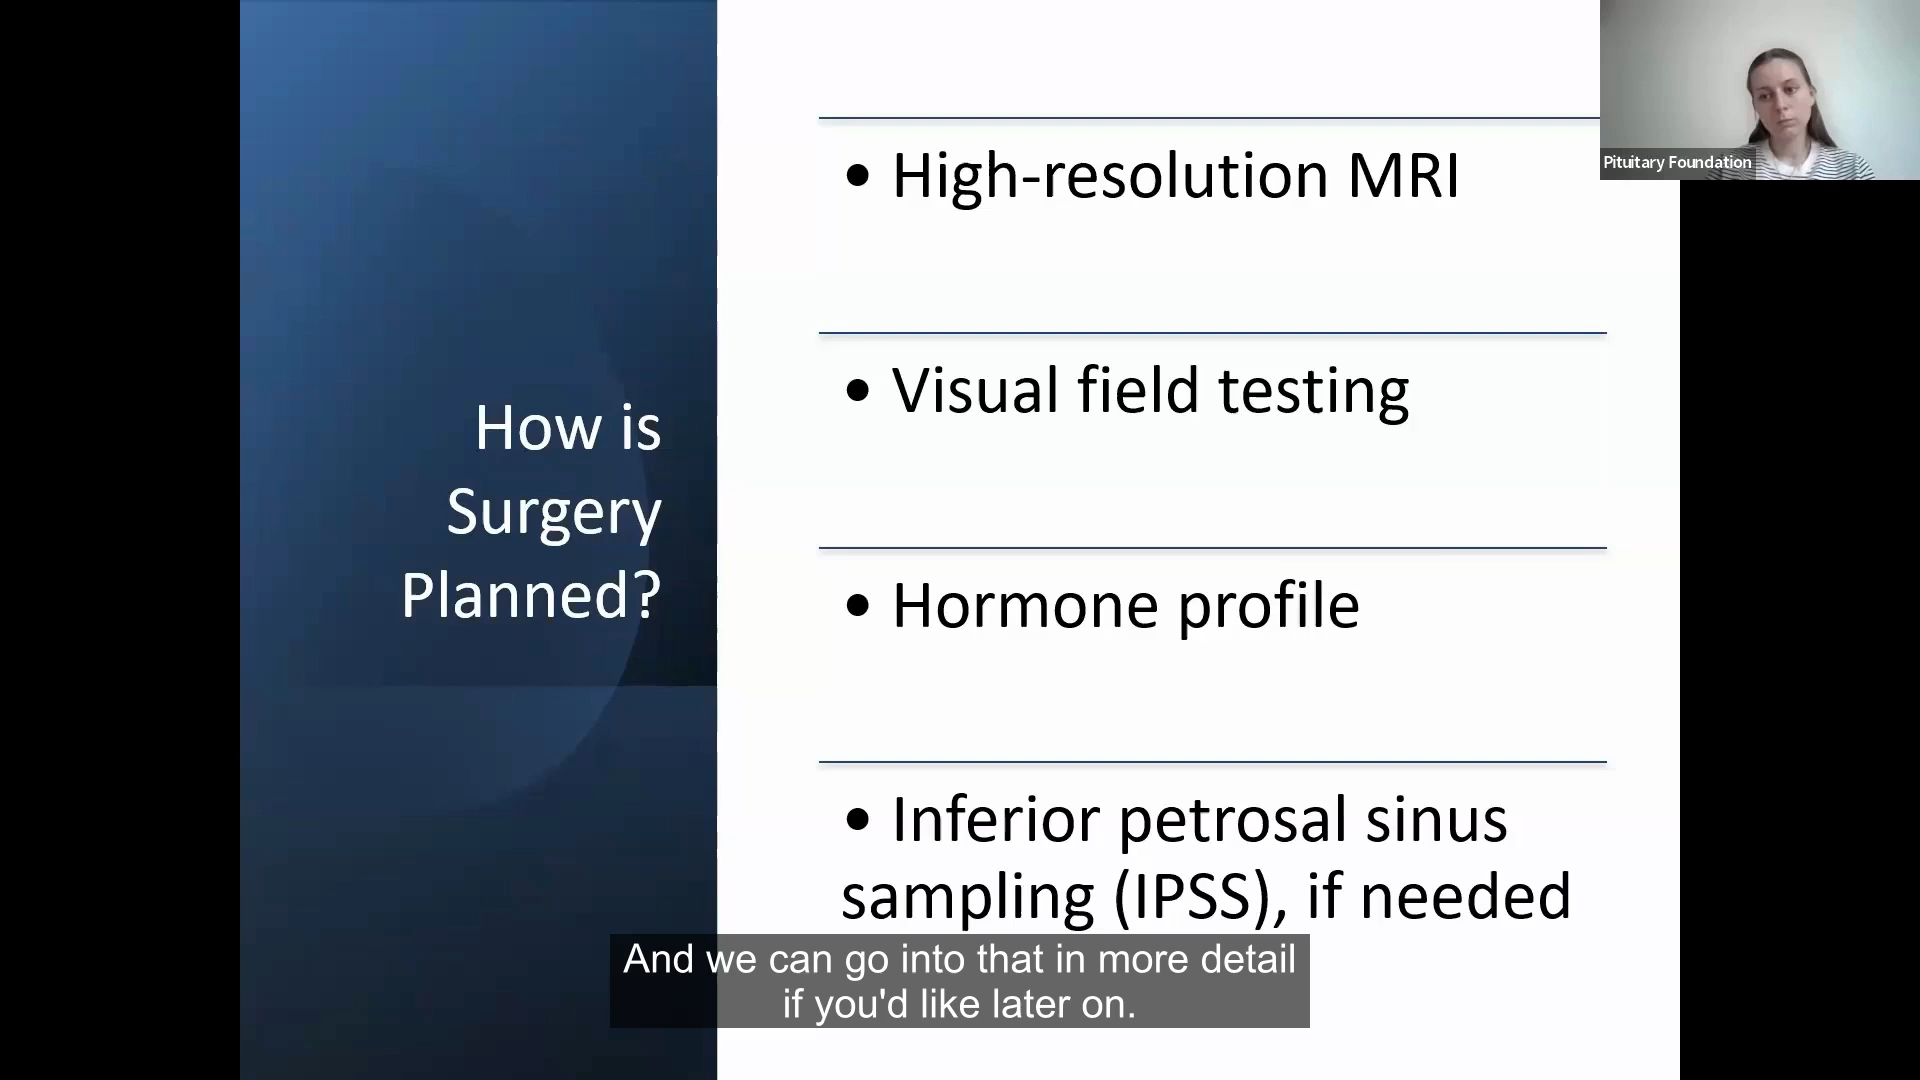 How is
Surgery
Planned?
• High-resolution MRI
• Visual field testing
• Hormone profile
• Inferior petrosal sinus
sampling (IPSS), if needed
Pituitary Foundation
And we can go into that in more detail
if you'd like later on.